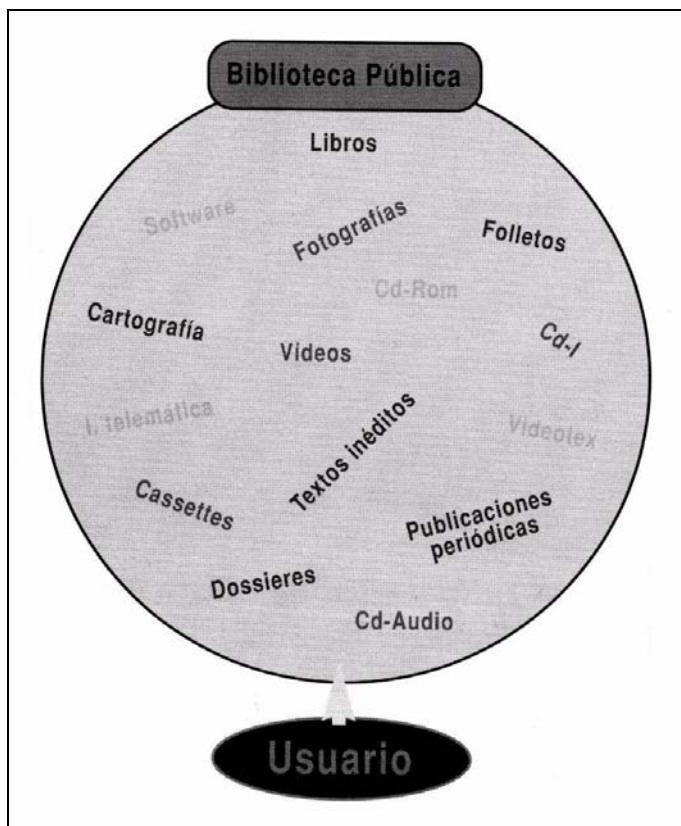 Biblioteca Pública
Libros
Software
Fotografías
Folletos
Cd-Rom
Cartografía
Vídeos
Cd-I
I. telemática
Textos inéditos
Videotex
Cassettes
Publicaciones
periódicas
Dossieres
Cd-Audio
Usuario